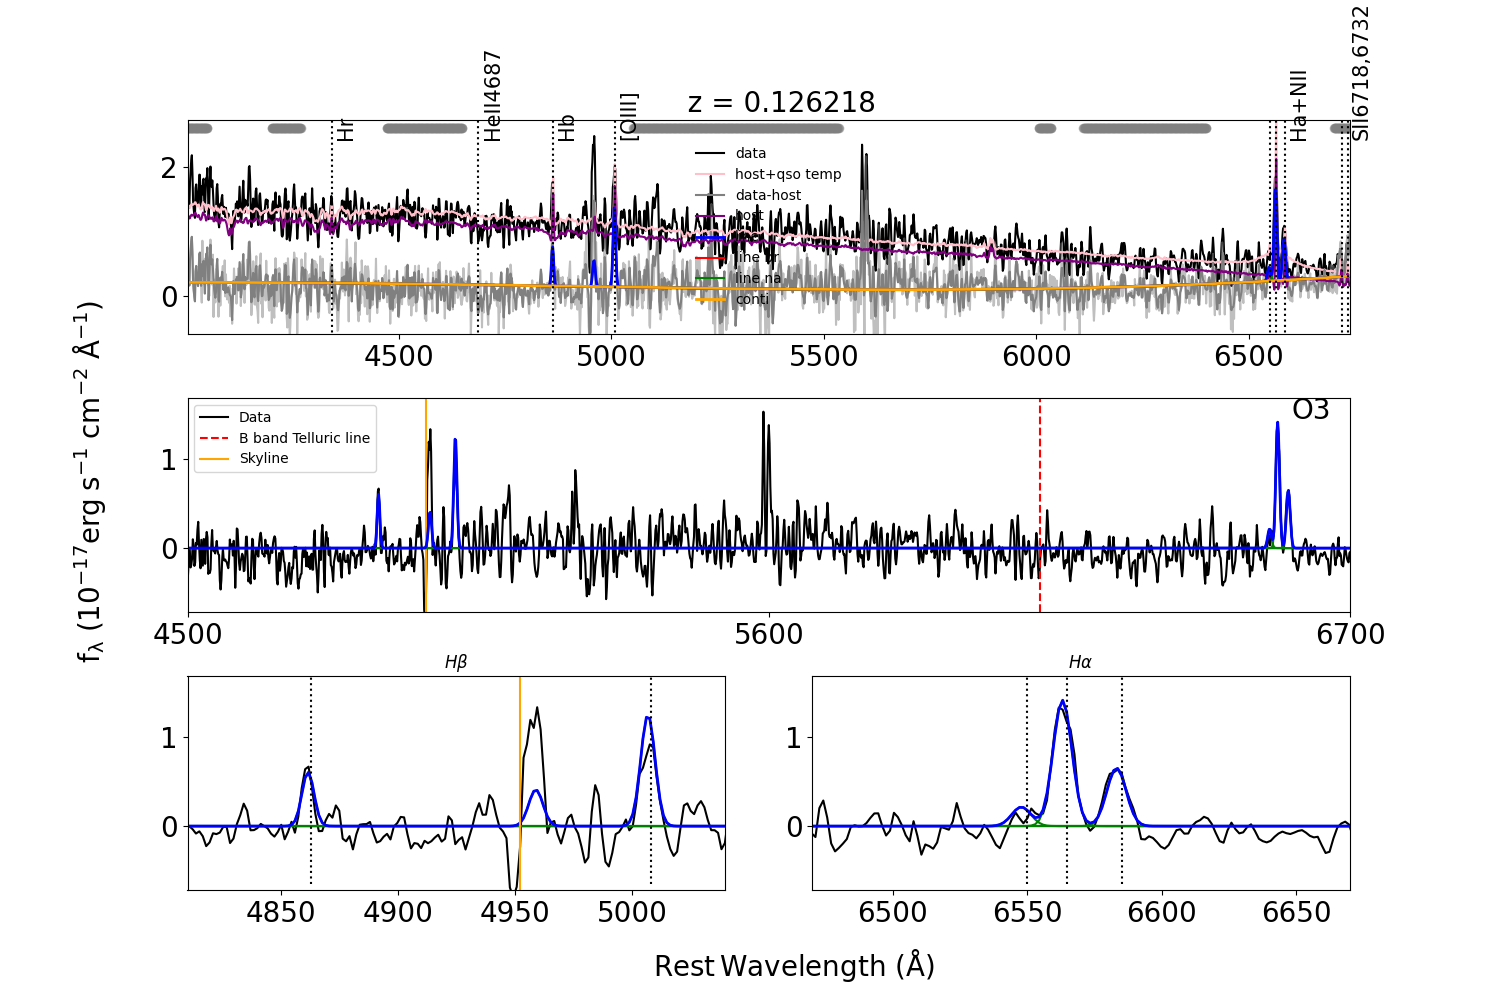 z = 0.126218
Hr
HeII4687
Hb
[OIII]
Ha+NII
SII6718,6732
data
host+qso temp
data-host
host
line br
line na
conti
2
0
4500
5000
5500
6000
6500
Data
B band Telluric line
Skyline
O3
1
0
4500
5600
6700
f_λ (10^{-17} erg s^{-1} cm^{-2} Å^{-1})
Hβ
1
0
4850
4900
4950
5000
Hα
1
0
6500
6550
6600
6650
Rest Wavelength (Å)